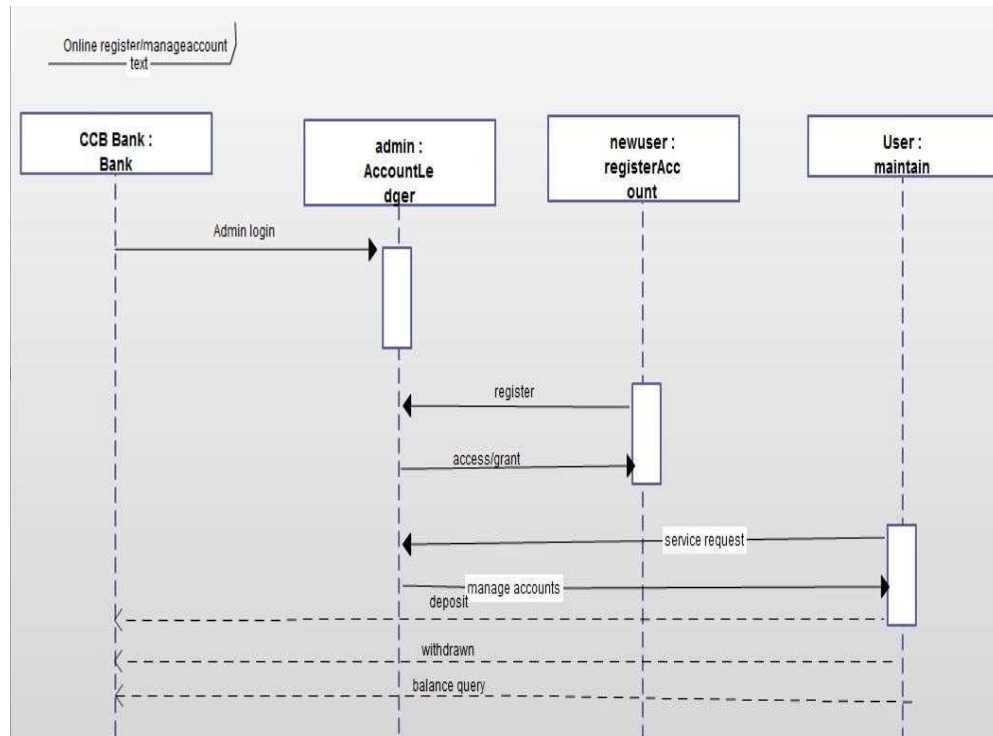 Online register/manageaccount
text
CCB Bank :
Bank
admin :
AccountLe
dger
newuser :
registerAcc
ount
User :
maintain
Admin login
register
access/grant
service request
manage accounts
deposit
withdrawn
balance query